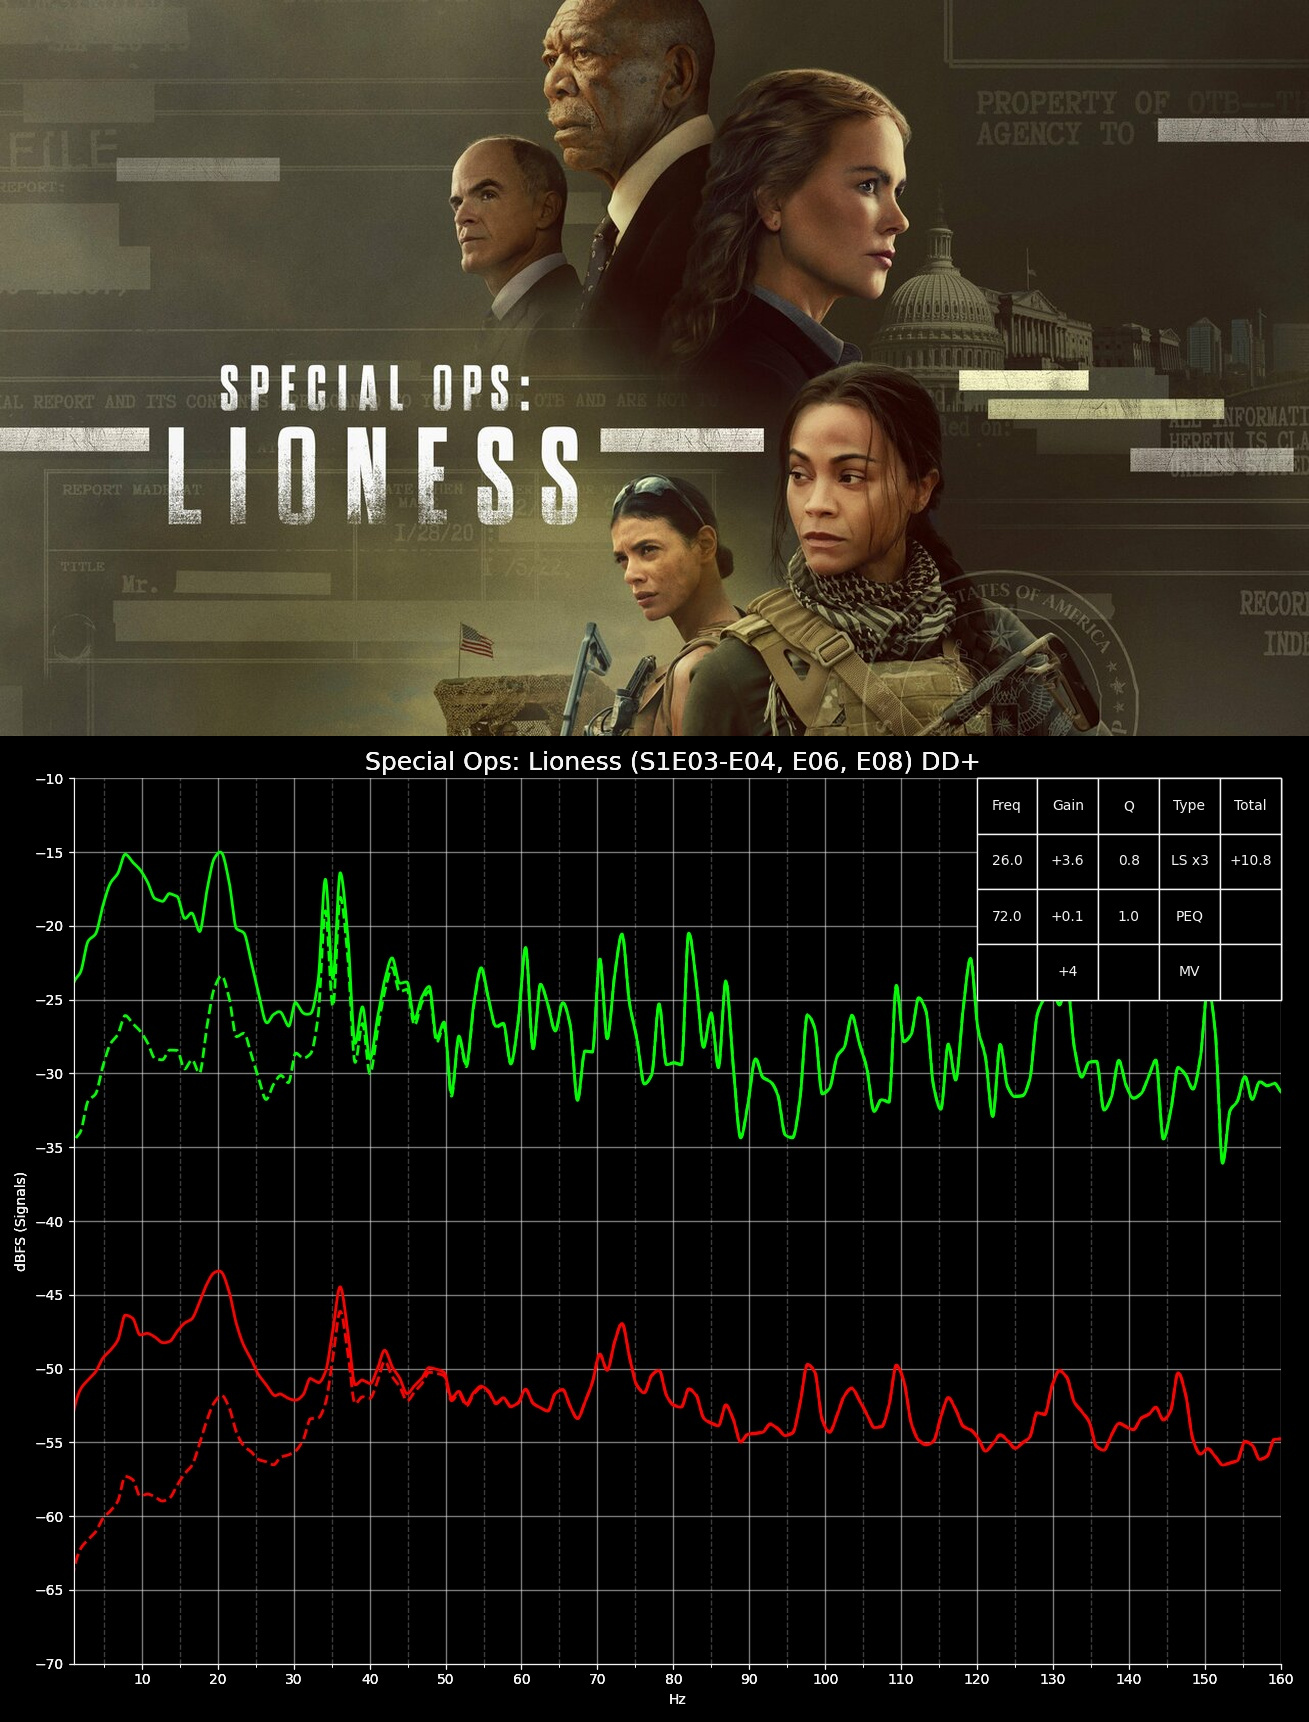 FILE
REPORT:
PROPERTY OF OTB--TH
AGENCY TO
SPECIAL OPS:
LIONESS
REPORT MADE AT
1/28/20
TITLE
Mr.
ALL INFORMATI
HEREIN IS CLA
STATES OF AMERICA
RECOR
INDE
Special Ops: Lioness (S1E03-E04, E06, E08) DD+
Freq Gain Q Type Total
26.0 +3.6 0.8 LS x3 +10.8
72.0 +0.1 1.0 PEQ
+4 MV
dBFS (Signals)
−10
−15
−20
−25
−30
−35
−40
−45
−50
−55
−60
−65
−70
10 20 30 40 50 60 70 80 90 100 110 120 130 140 150 160
Hz